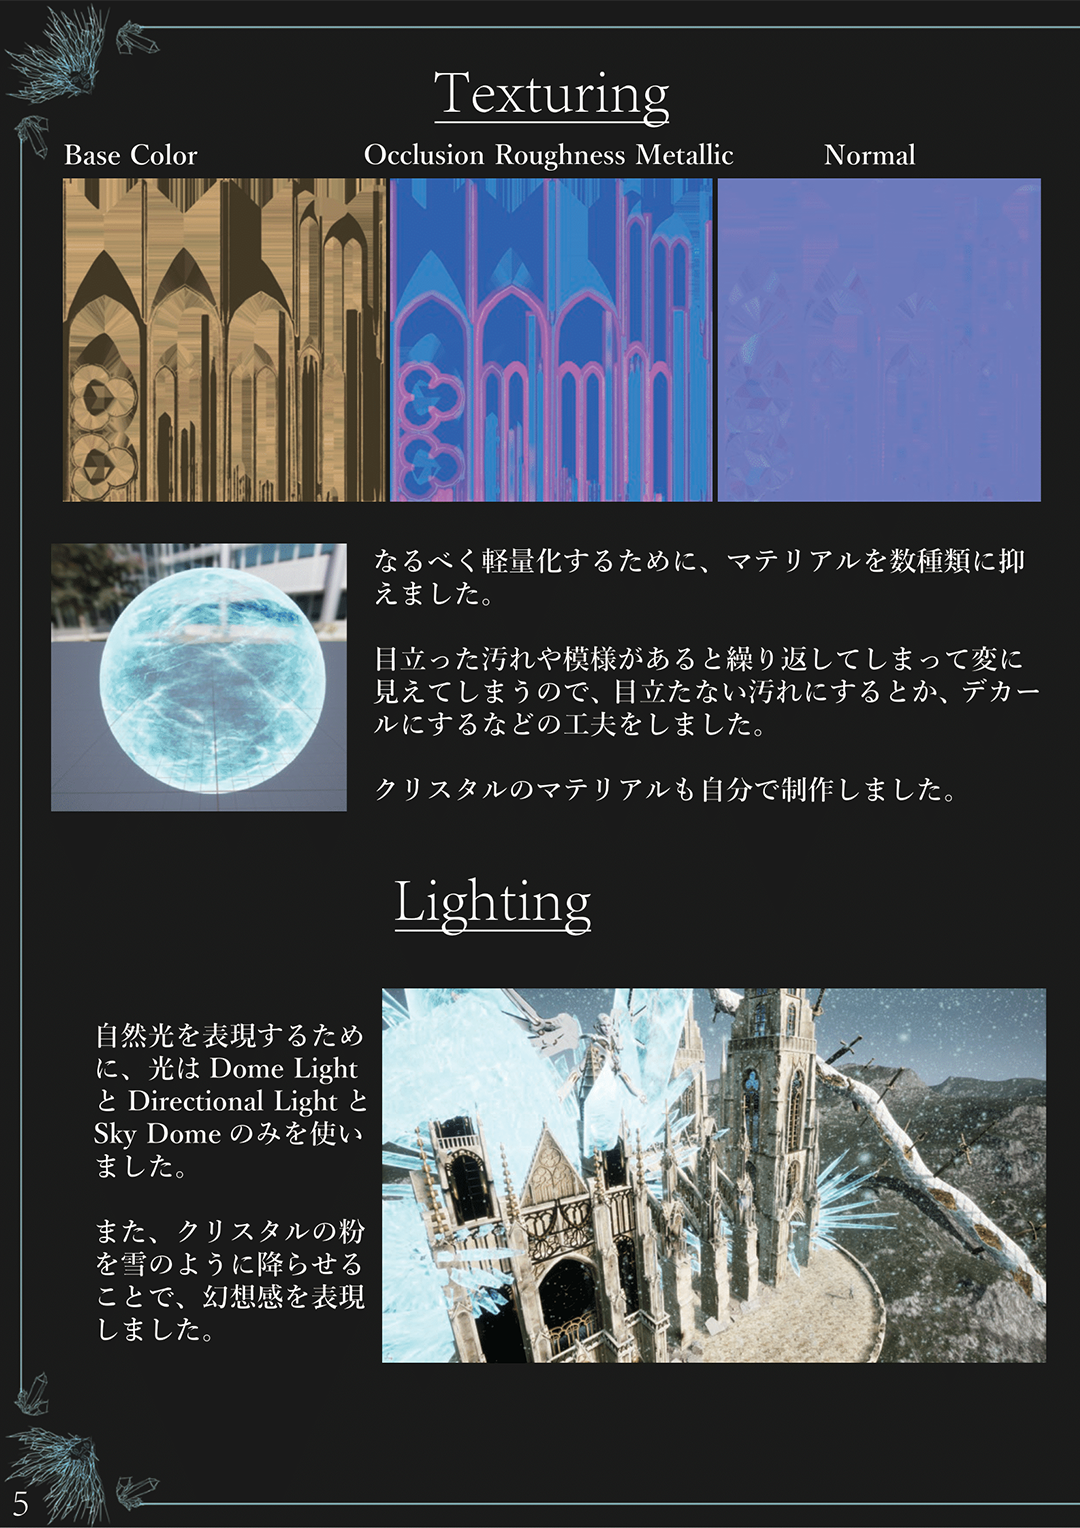 Texturing
Base Color
Occlusion Roughness Metallic
Normal
なるべく軽量化するために、マテリアルを数種類に抑
えました。
目立った汚れや模様があると繰り返してしまって変に
見えてしまうので、目立たない汚れにするとか、デカー
ルにするなどの工夫をしました。
クリスタルのマテリアルも自分で制作しました。
Lighting
自然光を表現するため
に、光は Dome Light
と Directional Light と
Sky Dome のみを使い
ました。
また、クリスタルの粉
を雪のように降らせる
ことで、幻想感を表現
しました。
5